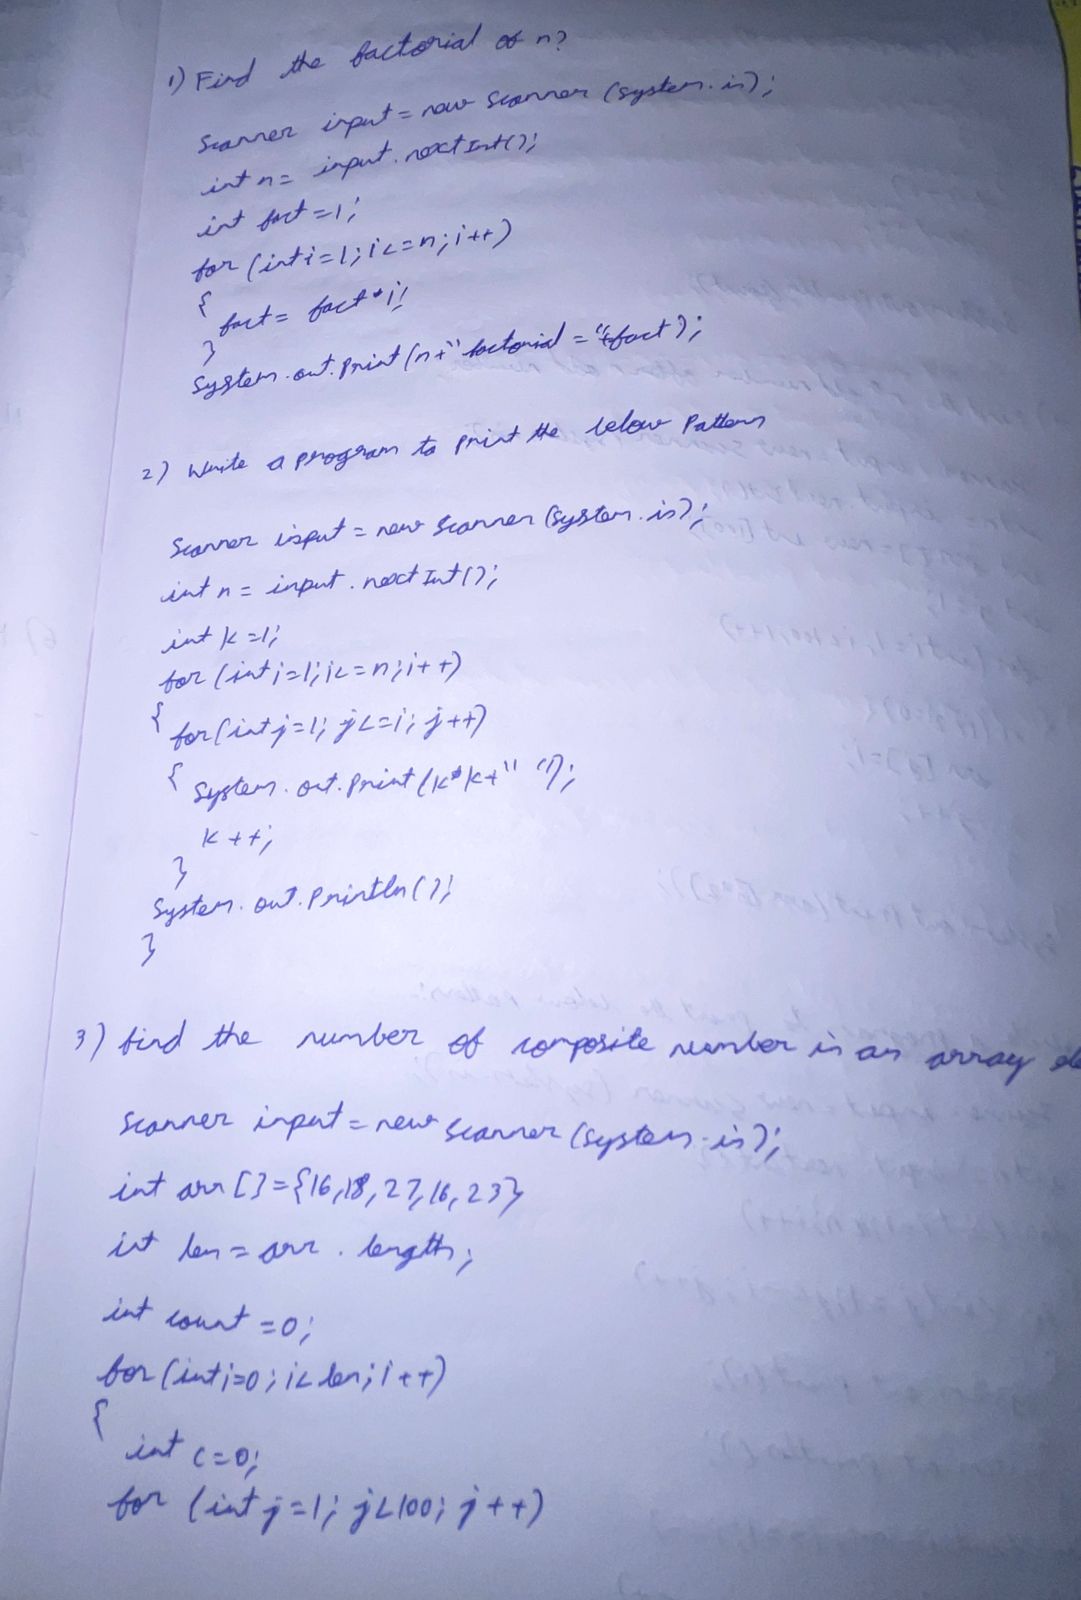 1) Find the factorial of n?
Scanner input = new Scanner (system.in);
int n = input.nextInt();
int fact = 1;
for (int i = 1; i <= n; i++)
{
fact = fact * i;
}
System.out.print (n+" factorial = "+fact);
2) Write a program to print the below Pattern
Scanner input = new Scanner (System.in);
int n = input.nextInt();
int k = 1;
for (int i = 1; i <= n; i++)
{
for (int j = 1; j <= i; j++)
{
System.out.print (k*k+" ");
k++;
}
System.out.println();
}
3) find the number of composite number in an array
Scanner input = new Scanner (System.in);
int arr [] = {16,18,27,16,23}
int len = arr.length;
int count = 0;
for (int i = 0; i < len; i++)
{
int c = 0;
for (int j = 1; j < 100; j++)